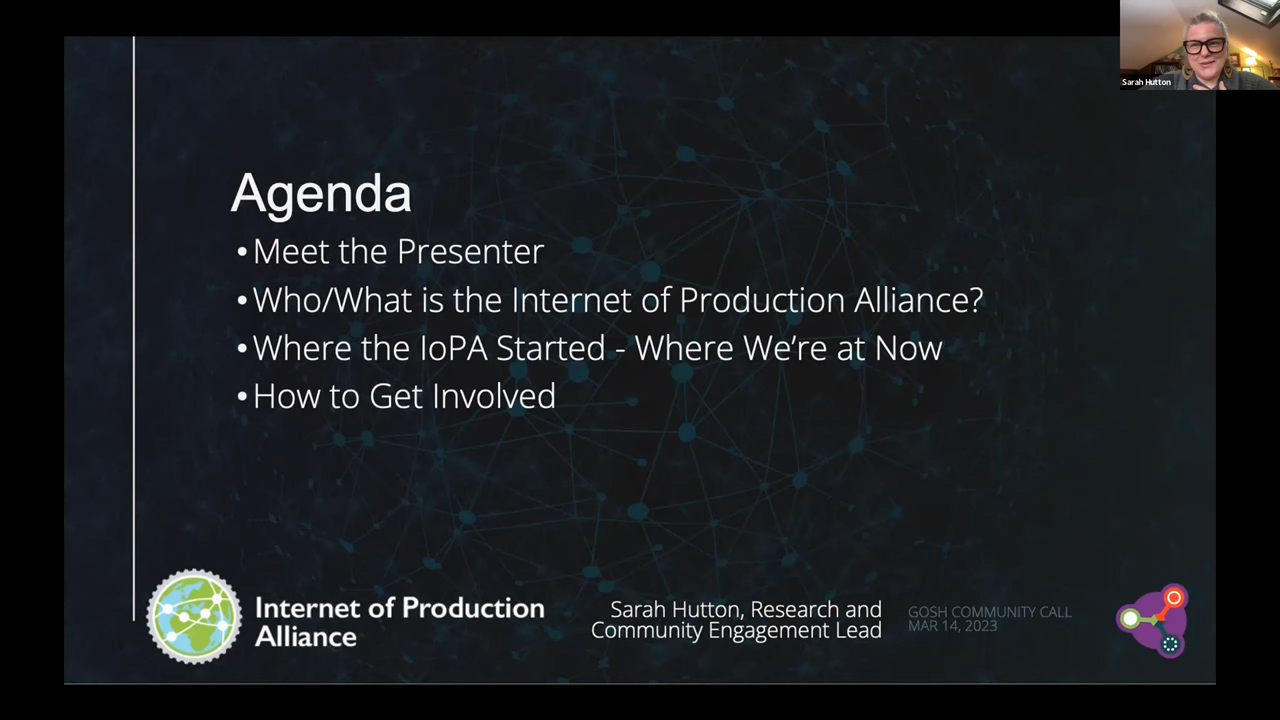 Sarah Hutton
Agenda
•Meet the Presenter
•Who/What is the Internet of Production Alliance?
•Where the IoPA Started - Where We're at Now
•How to Get Involved
Internet of Production
Alliance
Sarah Hutton, Research and
Community Engagement Lead
GOSH COMMUNITY CALL
MAR 14, 2023